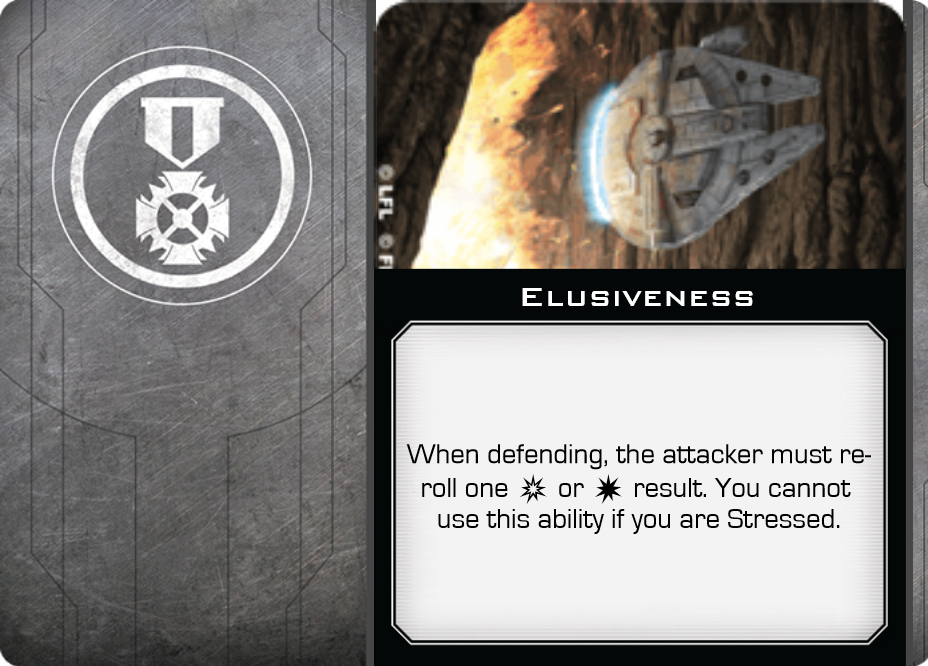 © LFL © F
ELUSIVENESS
When defending, the attacker must re-
roll one or result. You cannot
use this ability if you are Stressed.